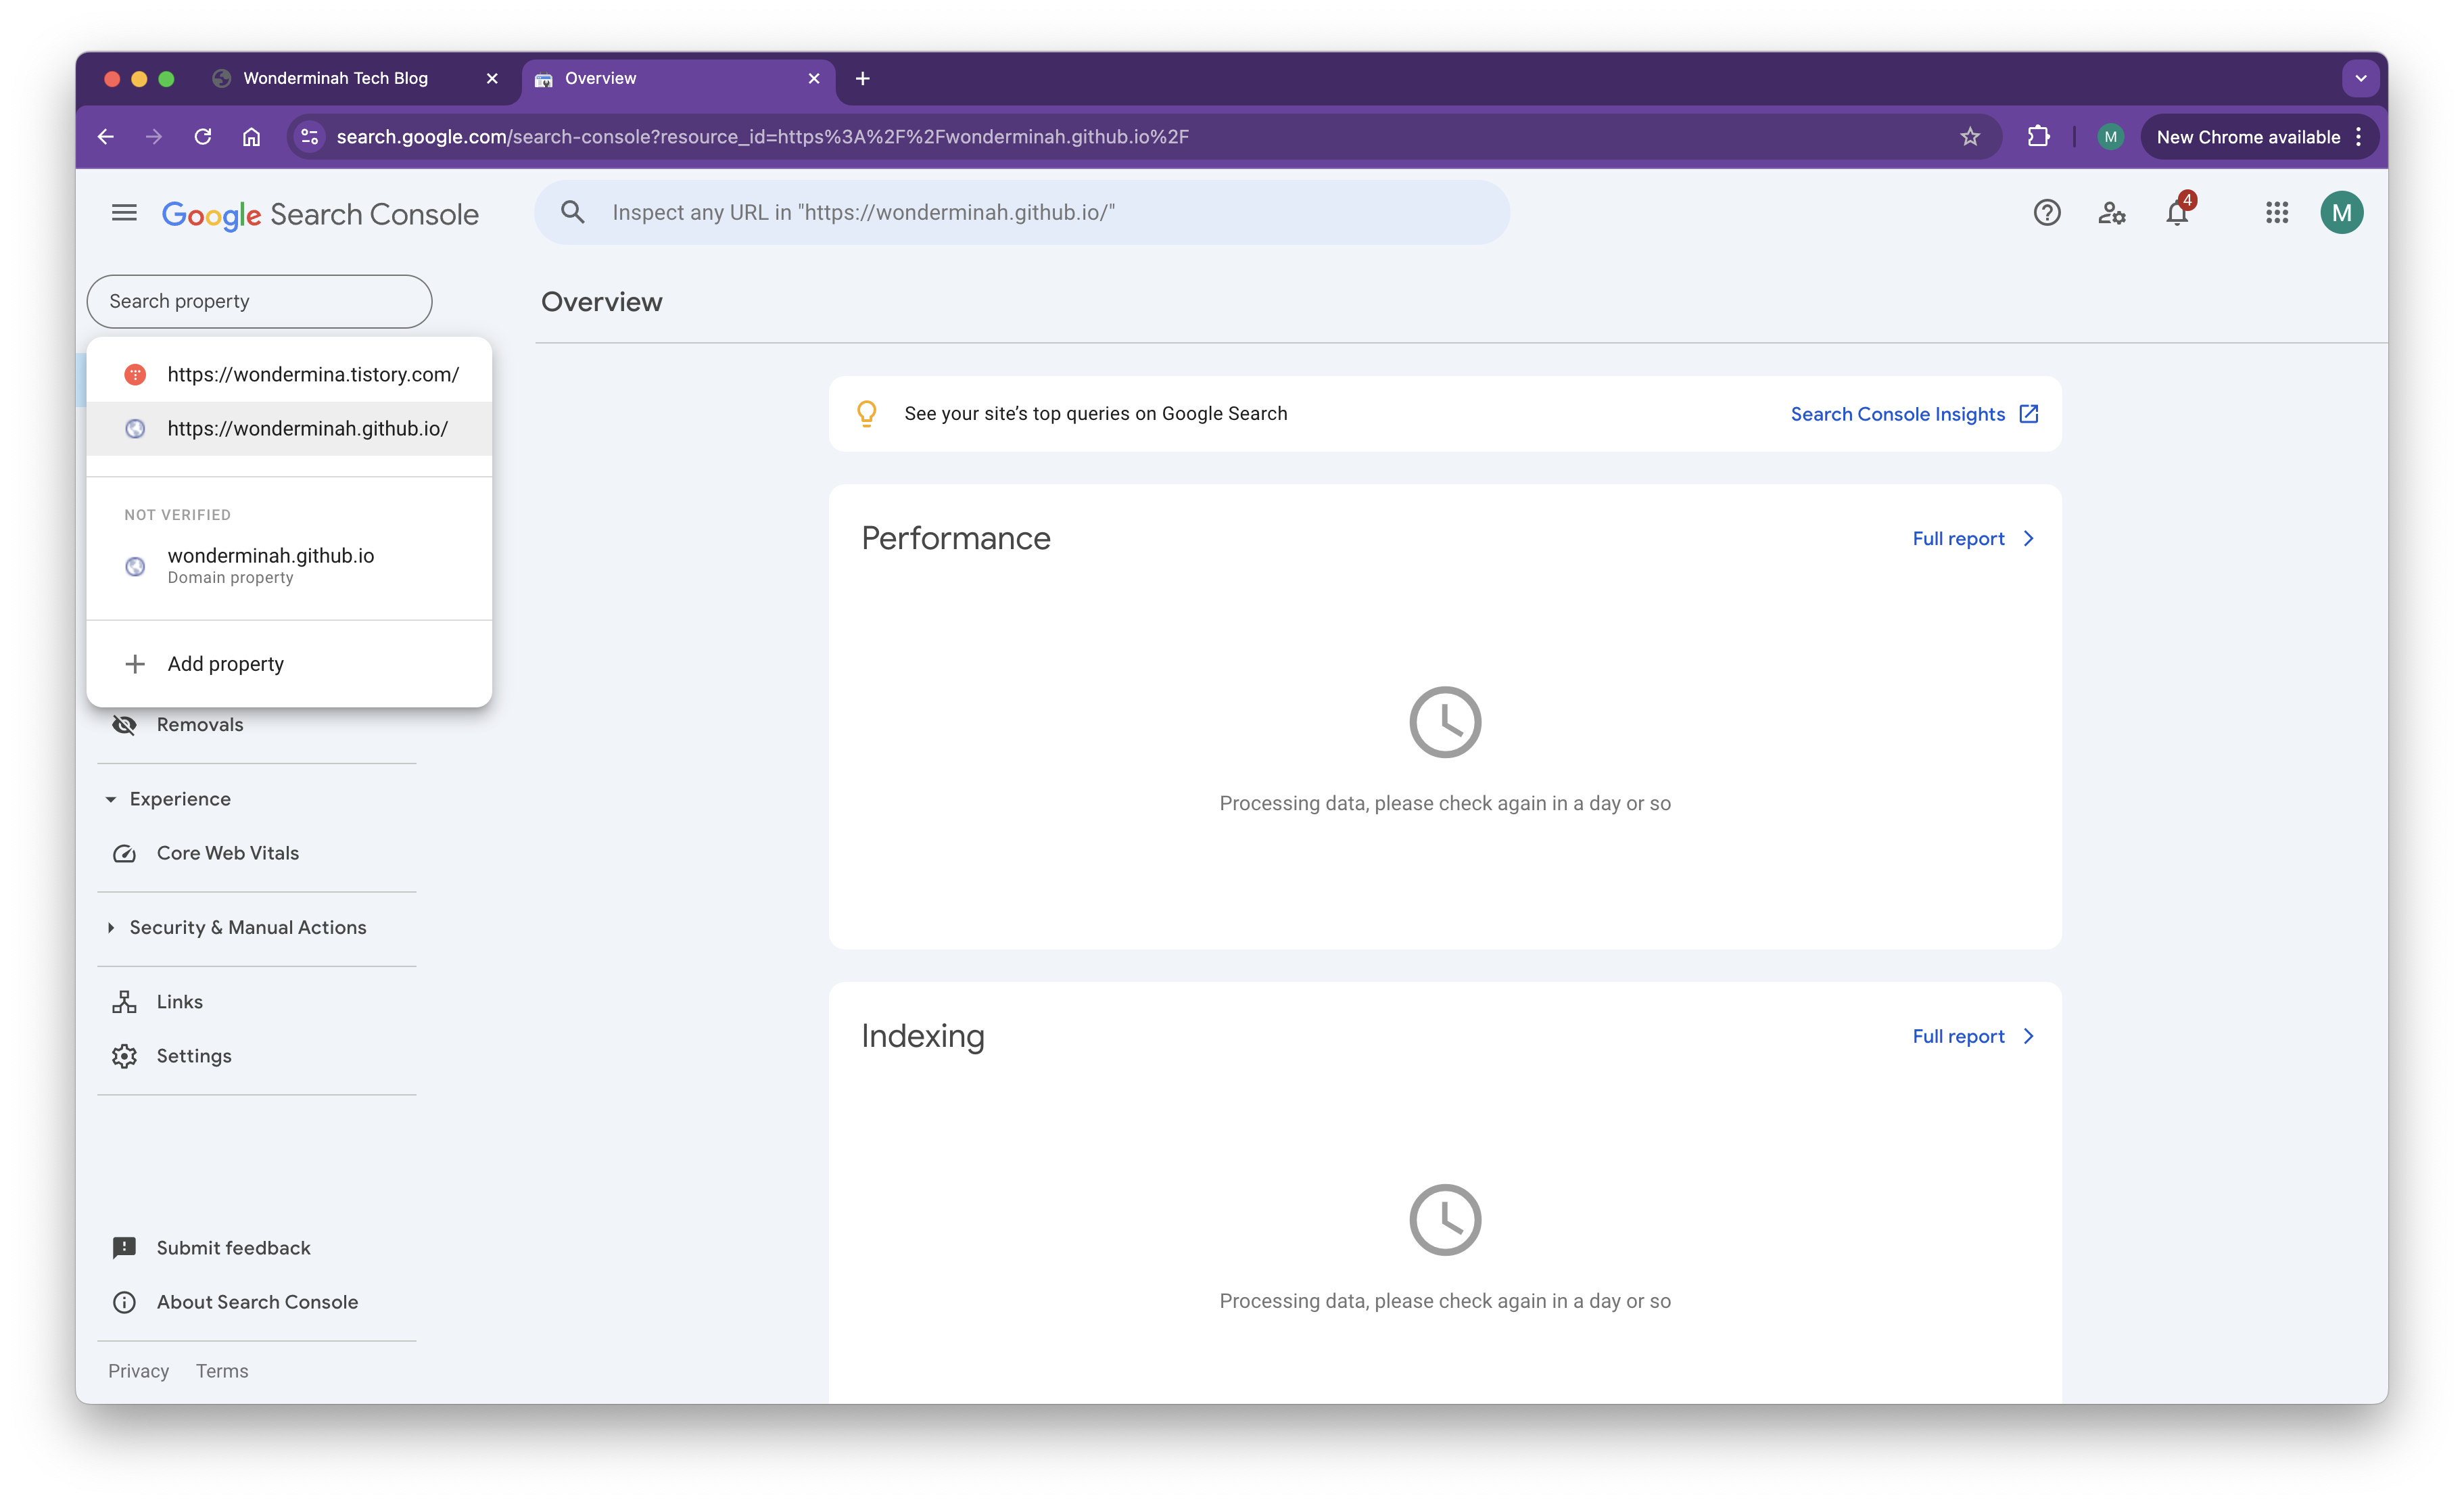 Wonderminah Tech Blog
Overview
search.google.com/search-console?resource_id=https%3A%2F%2Fwonderminah.github.io%2F
M
New Chrome available
Google Search Console
Inspect any URL in "https://wonderminah.github.io/"
4
M
Search property
https://wondermina.tistory.com/
https://wonderminah.github.io/
NOT VERIFIED
wonderminah.github.io
Domain property
Add property
Removals
Experience
Core Web Vitals
Security & Manual Actions
Links
Settings
Submit feedback
About Search Console
Privacy Terms
Overview
See your site’s top queries on Google Search
Search Console Insights
Performance
Full report
Processing data, please check again in a day or so
Indexing
Full report
Processing data, please check again in a day or so